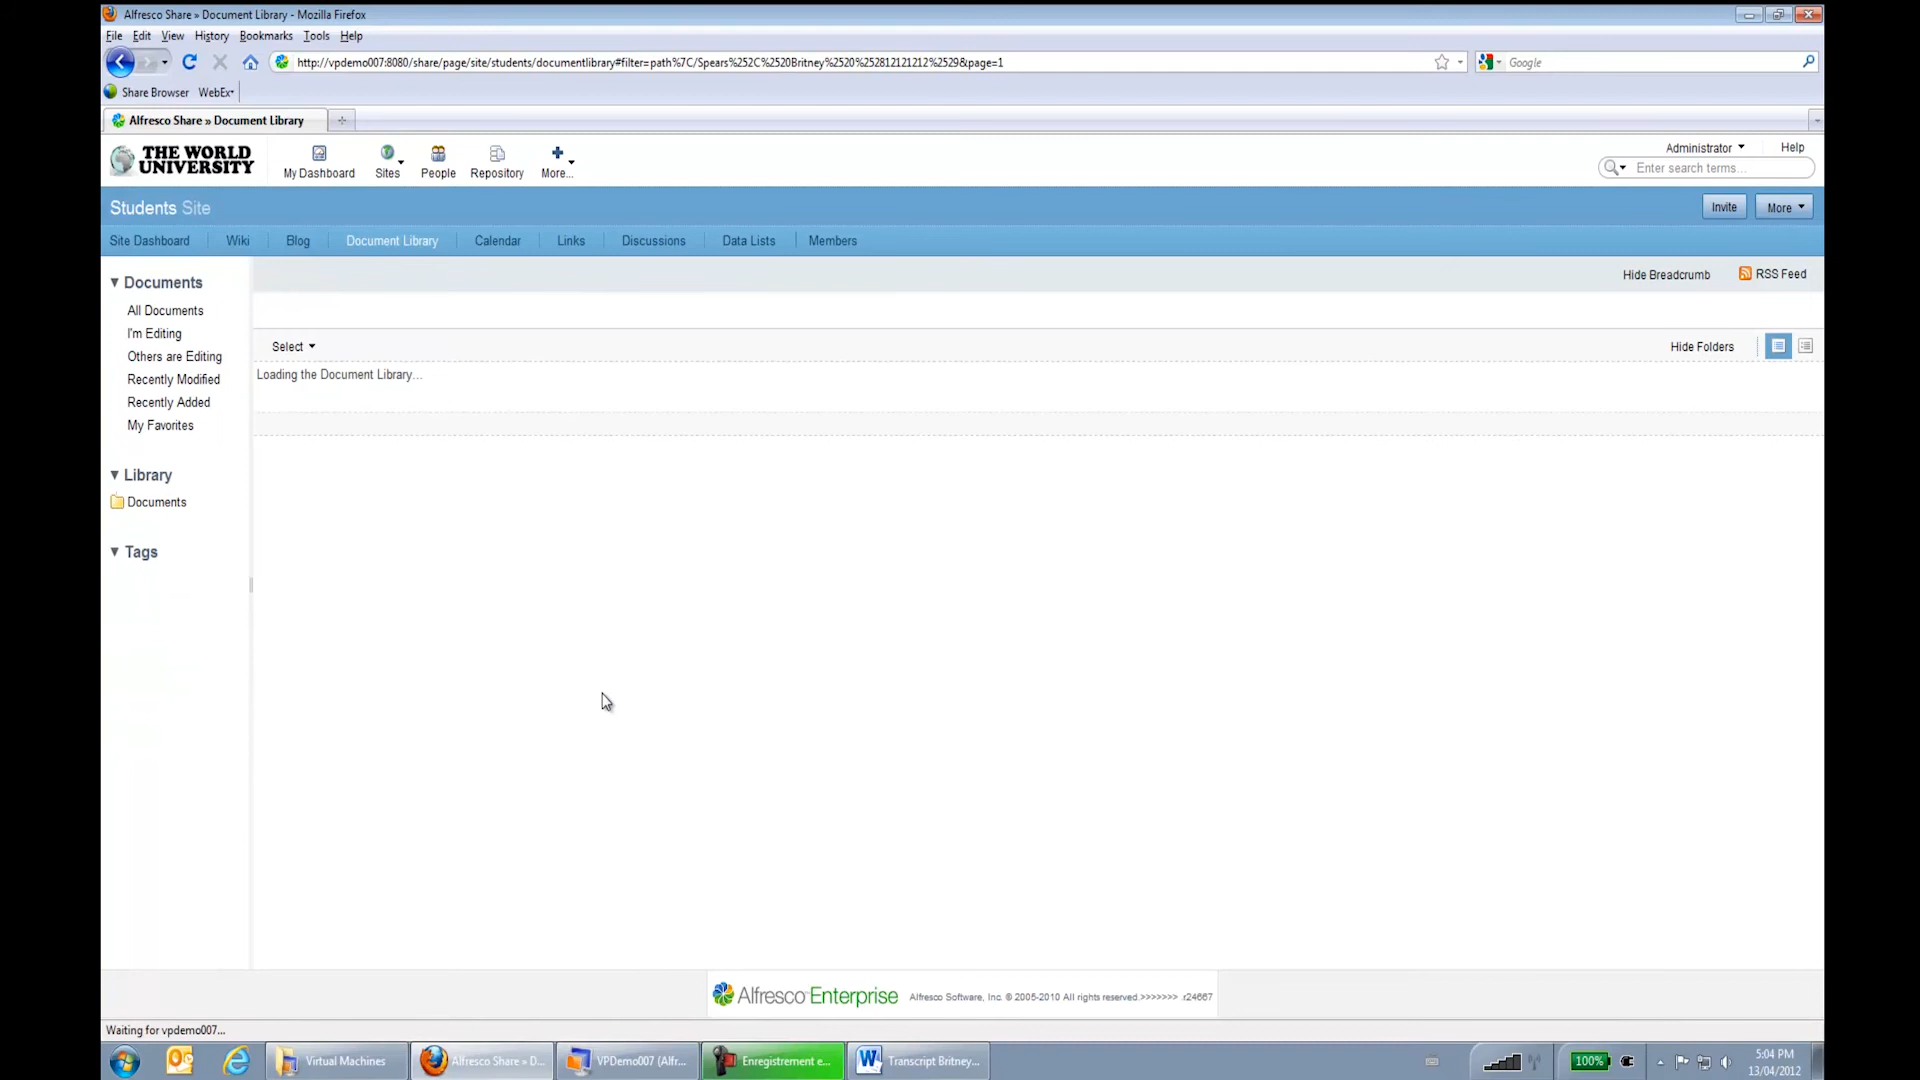 Alfresco Share » Document Library - Mozilla Firefox
File Edit View History Bookmarks Tools Help
http://vpdemo007:8080/share/page/site/students/documentlibrary#filter=path%7C/Spears%252C%2520Britney%2520%252812121212%2529&page=1
Google
Share Browser WebEx
Alfresco Share » Document Library
THE WORLD UNIVERSITY
My Dashboard Sites People Repository More...
Administrator Help
Enter search terms...
Students Site
Invite More
Site Dashboard Wiki Blog Document Library Calendar Links Discussions Data Lists Members
Documents
Hide Breadcrumb RSS Feed
All Documents
I'm Editing
Others are Editing
Recently Modified
Recently Added
My Favorites
Select
Hide Folders
Loading the Document Library...
Library
Documents
Tags
Alfresco Enterprise Alfresco Software, Inc. © 2005-2010 All rights reserved.>>>>>>> .r24667
Waiting for vpdemo007...
Virtual Machines Alfresco Share » D... VPDemo007 (Alfr... Enregistrement e... Transcript Britney...
100%
5:04 PM
13/04/2012